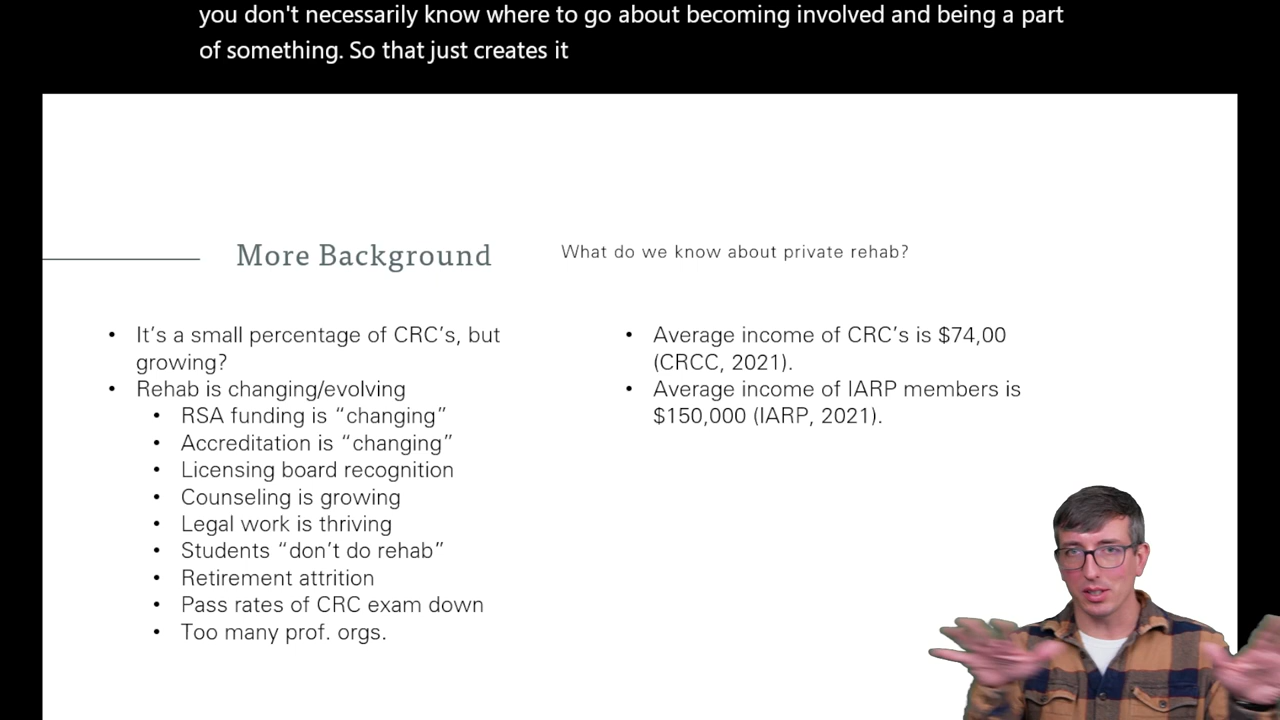 you don't necessarily know where to go about becoming involved and being a part
of something. So that just creates it
More Background
What do we know about private rehab?
• It's a small percentage of CRC's, but
growing?
• Rehab is changing/evolving
• RSA funding is “changing”
• Accreditation is “changing”
• Licensing board recognition
• Counseling is growing
• Legal work is thriving
• Students “don't do rehab”
• Retirement attrition
• Pass rates of CRC exam down
• Too many prof. orgs.
• Average income of CRC's is $74,00
(CRCC, 2021).
• Average income of IARP members is
$150,000 (IARP, 2021).